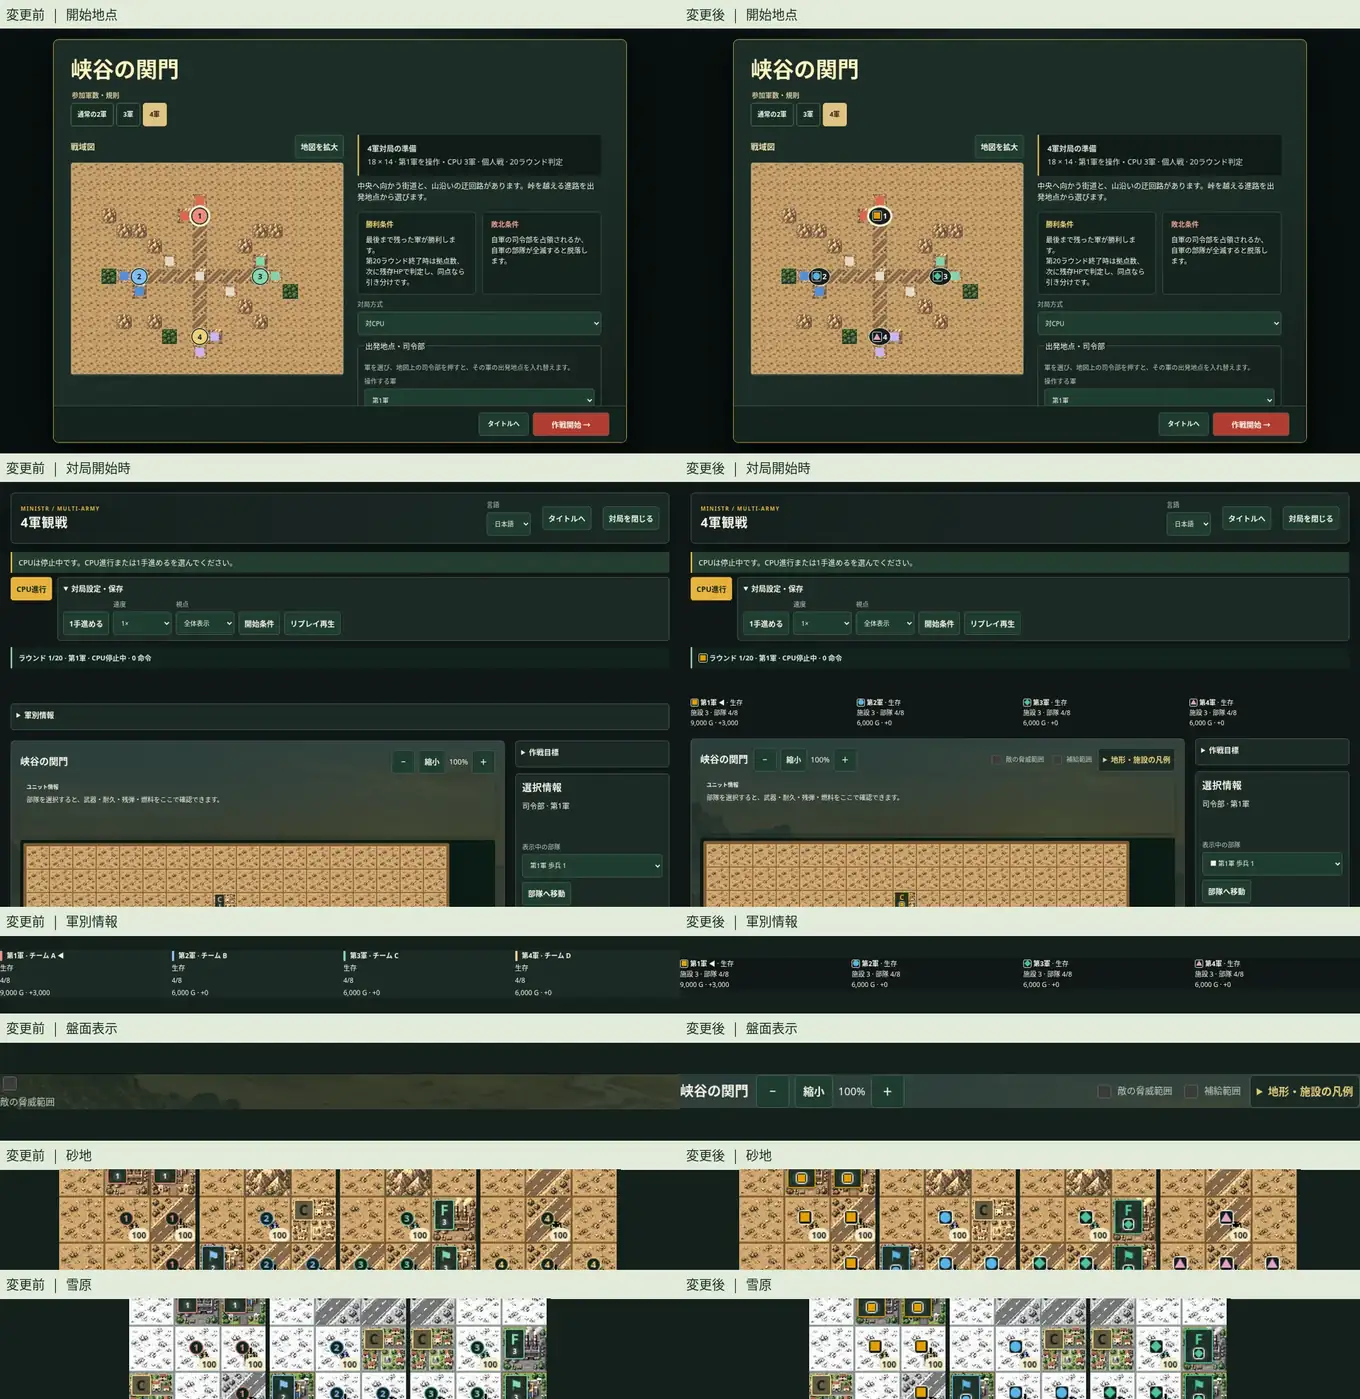 変更前 | 開始地点
峡谷の関門
参加軍数・規則
通常の2軍 3軍 4軍
戦域図 地図を拡大
1
2
3
4
4軍対局の準備
18 × 14 · 第1軍を操作・CPU 3軍 · 個人戦 · 20ラウンド判定
中央へ向かう街道と、山沿いの迂回路があります。峠を越える進路を出
発地点から選びます。
勝利条件
最後まで残った軍が勝利しま
す。
第20ラウンド終了時は拠点数、
次に残存HPで判定し、同点なら
引き分けです。
敗北条件
自軍の司令部を占領されるか、
自軍の部隊が全滅すると脱落し
ます。
対局方式
対CPU
出発地点・司令部
軍を選び、地図上の司令部を押すと、その軍の出発地点を入れ替えます。
操作する軍
第1軍
タイトルへ 作戦開始 →
変更後 | 開始地点
峡谷の関門
参加軍数・規則
通常の2軍 3軍 4軍
戦域図 地図を拡大
1
2
3
4
4軍対局の準備
18 × 14 · 第1軍を操作・CPU 3軍 · 個人戦 · 20ラウンド判定
中央へ向かう街道と、山沿いの迂回路があります。峠を越える進路を出
発地点から選びます。
勝利条件
最後まで残った軍が勝利しま
す。
第20ラウンド終了時は拠点数、
次に残存HPで判定し、同点なら
引き分けです。
敗北条件
自軍の司令部を占領されるか、
自軍の部隊が全滅すると脱落し
ます。
対局方式
対CPU
出発地点・司令部
軍を選び、地図上の司令部を押すと、その軍の出発地点を入れ替えます。
操作する軍
第1軍
タイトルへ 作戦開始 →
変更前 | 対局開始時
MINISTR / MULTI-ARMY
4軍観戦
言語
日本語 タイトルへ 対局を閉じる
CPUは停止中です。CPU進行または1手進めるを選んでください。
CPU進行
▼ 対局設定・保存
速度 視点
1手進める 1× 全体表示 開始条件 リプレイ再生
ラウンド 1/20 · 第1軍 · CPU停止中 · 0 命令
▶ 軍別情報
峡谷の関門 − 縮小 100% +
ユニット情報
部隊を選択すると、武器・耐久・残弾・燃料をここで確認できます。
C
▶ 作戦目標
選択情報
司令部 · 第1軍
表示中の部隊
第1軍 歩兵 1
部隊へ移動
変更後 | 対局開始時
MINISTR / MULTI-ARMY
4軍観戦
言語
日本語 タイトルへ 対局を閉じる
CPUは停止中です。CPU進行または1手進めるを選んでください。
CPU進行
▼ 対局設定・保存
速度 視点
1手進める 1× 全体表示 開始条件 リプレイ再生
ラウンド 1/20 · 第1軍 · CPU停止中 · 0 命令
第1軍 ◀ · 生存
施設 3 · 部隊 4/8
9,000 G · +3,000
第2軍 · 生存
施設 3 · 部隊 4/8
6,000 G · +0
第3軍 · 生存
施設 3 · 部隊 4/8
6,000 G · +0
第4軍 · 生存
施設 3 · 部隊 4/8
6,000 G · +0
峡谷の関門 − 縮小 100% + 敵の脅威範囲 補給範囲 ▶ 地形・施設の凡例
ユニット情報
部隊を選択すると、武器・耐久・残弾・燃料をここで確認できます。
C
▶ 作戦目標
選択情報
司令部 · 第1軍
表示中の部隊
■ 第1軍 歩兵 1
部隊へ移動
変更前 | 軍別情報
第1軍 · チーム A ◀
生存
4/8
9,000 G · +3,000
第2軍 · チーム B
生存
4/8
6,000 G · +0
第3軍 · チーム C
生存
4/8
6,000 G · +0
第4軍 · チーム D
生存
4/8
6,000 G · +0
変更後 | 軍別情報
第1軍 ◀ · 生存
施設 3 · 部隊 4/8
9,000 G · +3,000
第2軍 · 生存
施設 3 · 部隊 4/8
6,000 G · +0
第3軍 · 生存
施設 3 · 部隊 4/8
6,000 G · +0
第4軍 · 生存
施設 3 · 部隊 4/8
6,000 G · +0
変更前 | 盤面表示
敵の脅威範囲
変更後 | 盤面表示
峡谷の関門 − 縮小 100% + 敵の脅威範囲 補給範囲 ▶ 地形・施設の凡例
変更前 | 砂地
1 1
1 1 2 C 3 F 3 4
100 100 100 100 100
1 2 2 2 3 3 3 4 4 4
変更後 | 砂地
C F
100 100 100 100 100
変更前 | 雪原
1 1
1 1 2 C C 3 F 3
100 100 100 100
C 1 2 2 2 3 3
変更後 | 雪原
C C F
100 100 100 100
C